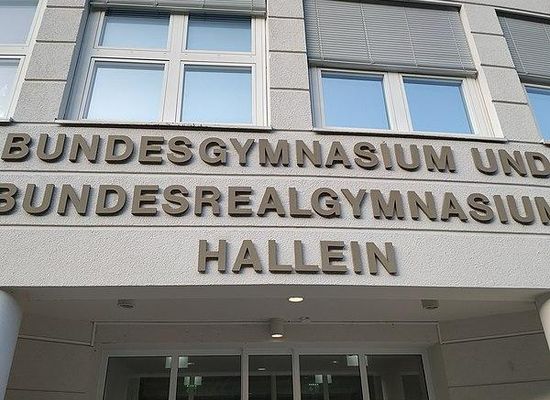 BUNDESGYMNASIUM UND
BUNDESREALGYMNASIUM
HALLEIN